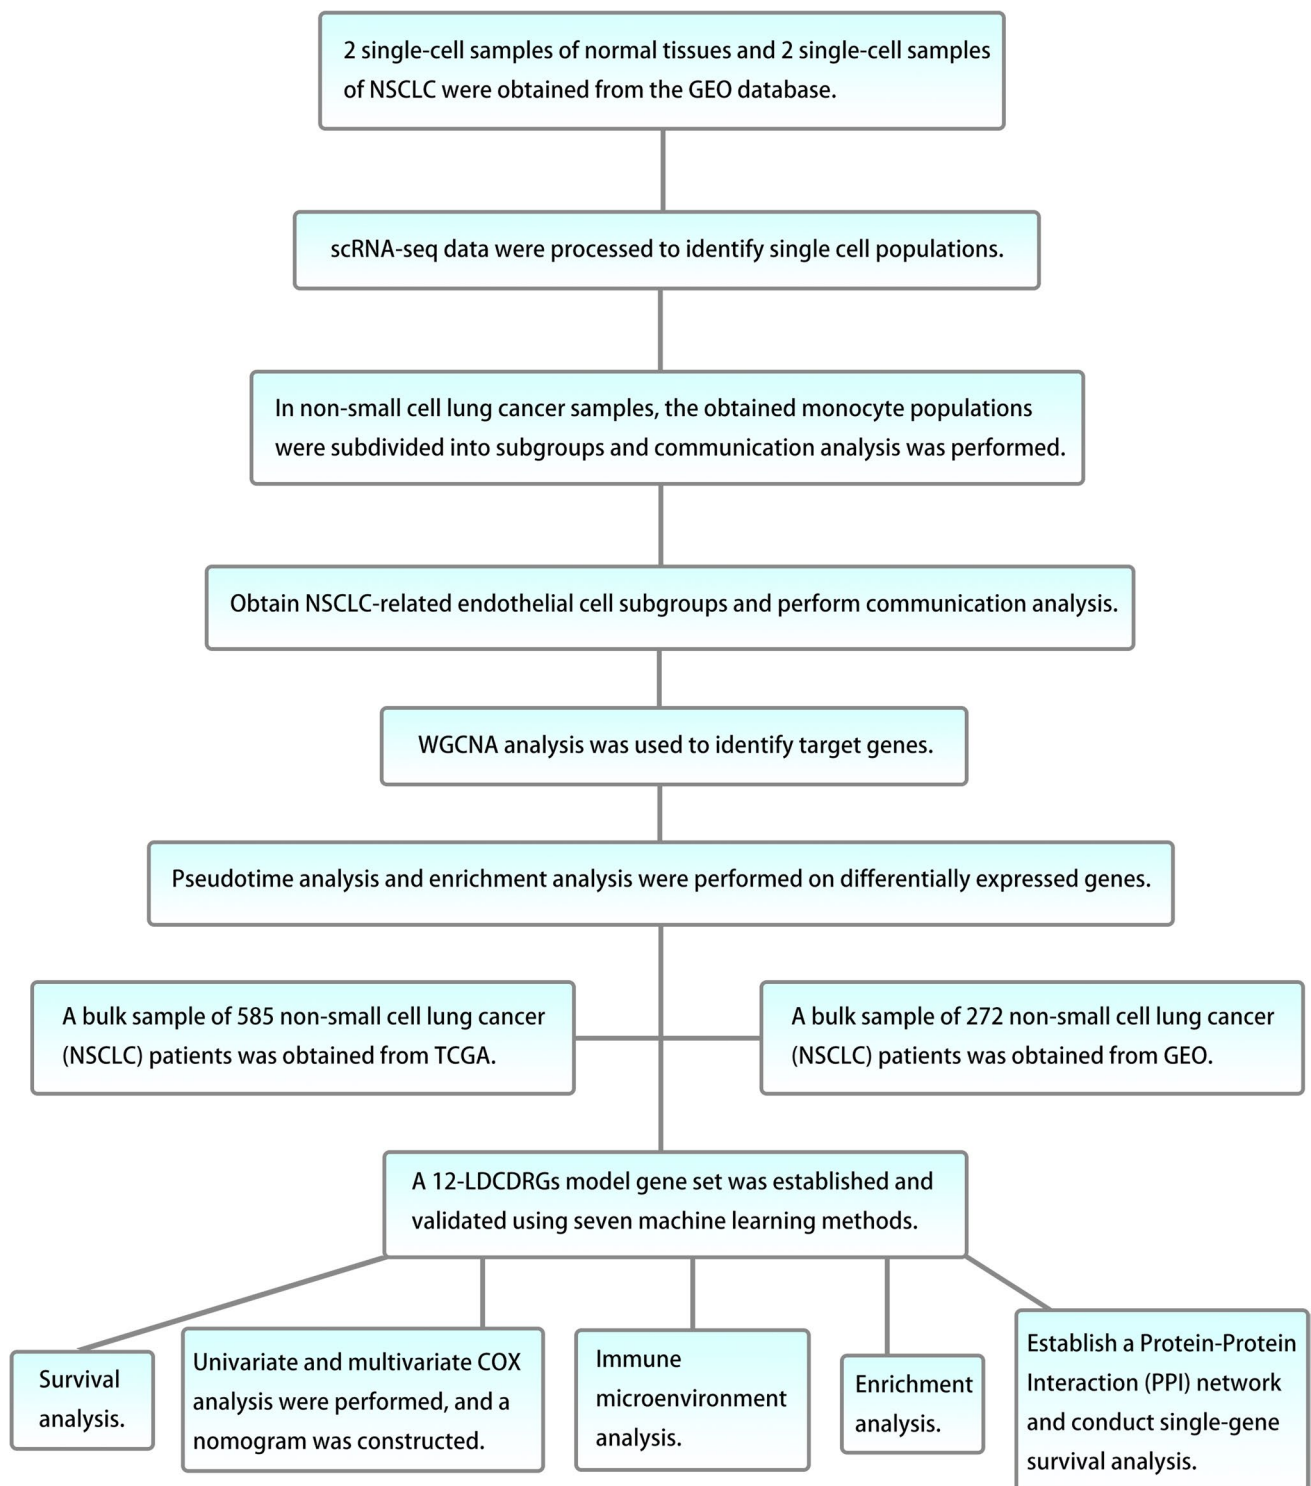 2 single-cell samples of normal tissues and 2 single-cell samples
of NSCLC were obtained from the GEO database.
scRNA-seq data were processed to identify single cell populations.
In non-small cell lung cancer samples, the obtained monocyte populations
were subdivided into subgroups and communication analysis was performed.
Obtain NSCLC-related endothelial cell subgroups and perform communication analysis.
WGCNA analysis was used to identify target genes.
Pseudotime analysis and enrichment analysis were performed on differentially expressed genes.
A bulk sample of 585 non-small cell lung cancer
(NSCLC) patients was obtained from TCGA.
A bulk sample of 272 non-small cell lung cancer
(NSCLC) patients was obtained from GEO.
A 12-LDCDRGs model gene set was established and
validated using seven machine learning methods.
Survival
analysis.
Univariate and multivariate COX
analysis were performed, and a
nomogram was constructed.
Immune
microenvironment
analysis.
Enrichment
analysis.
Establish a Protein-Protein
Interaction (PPI) network
and conduct single-gene
survival analysis.